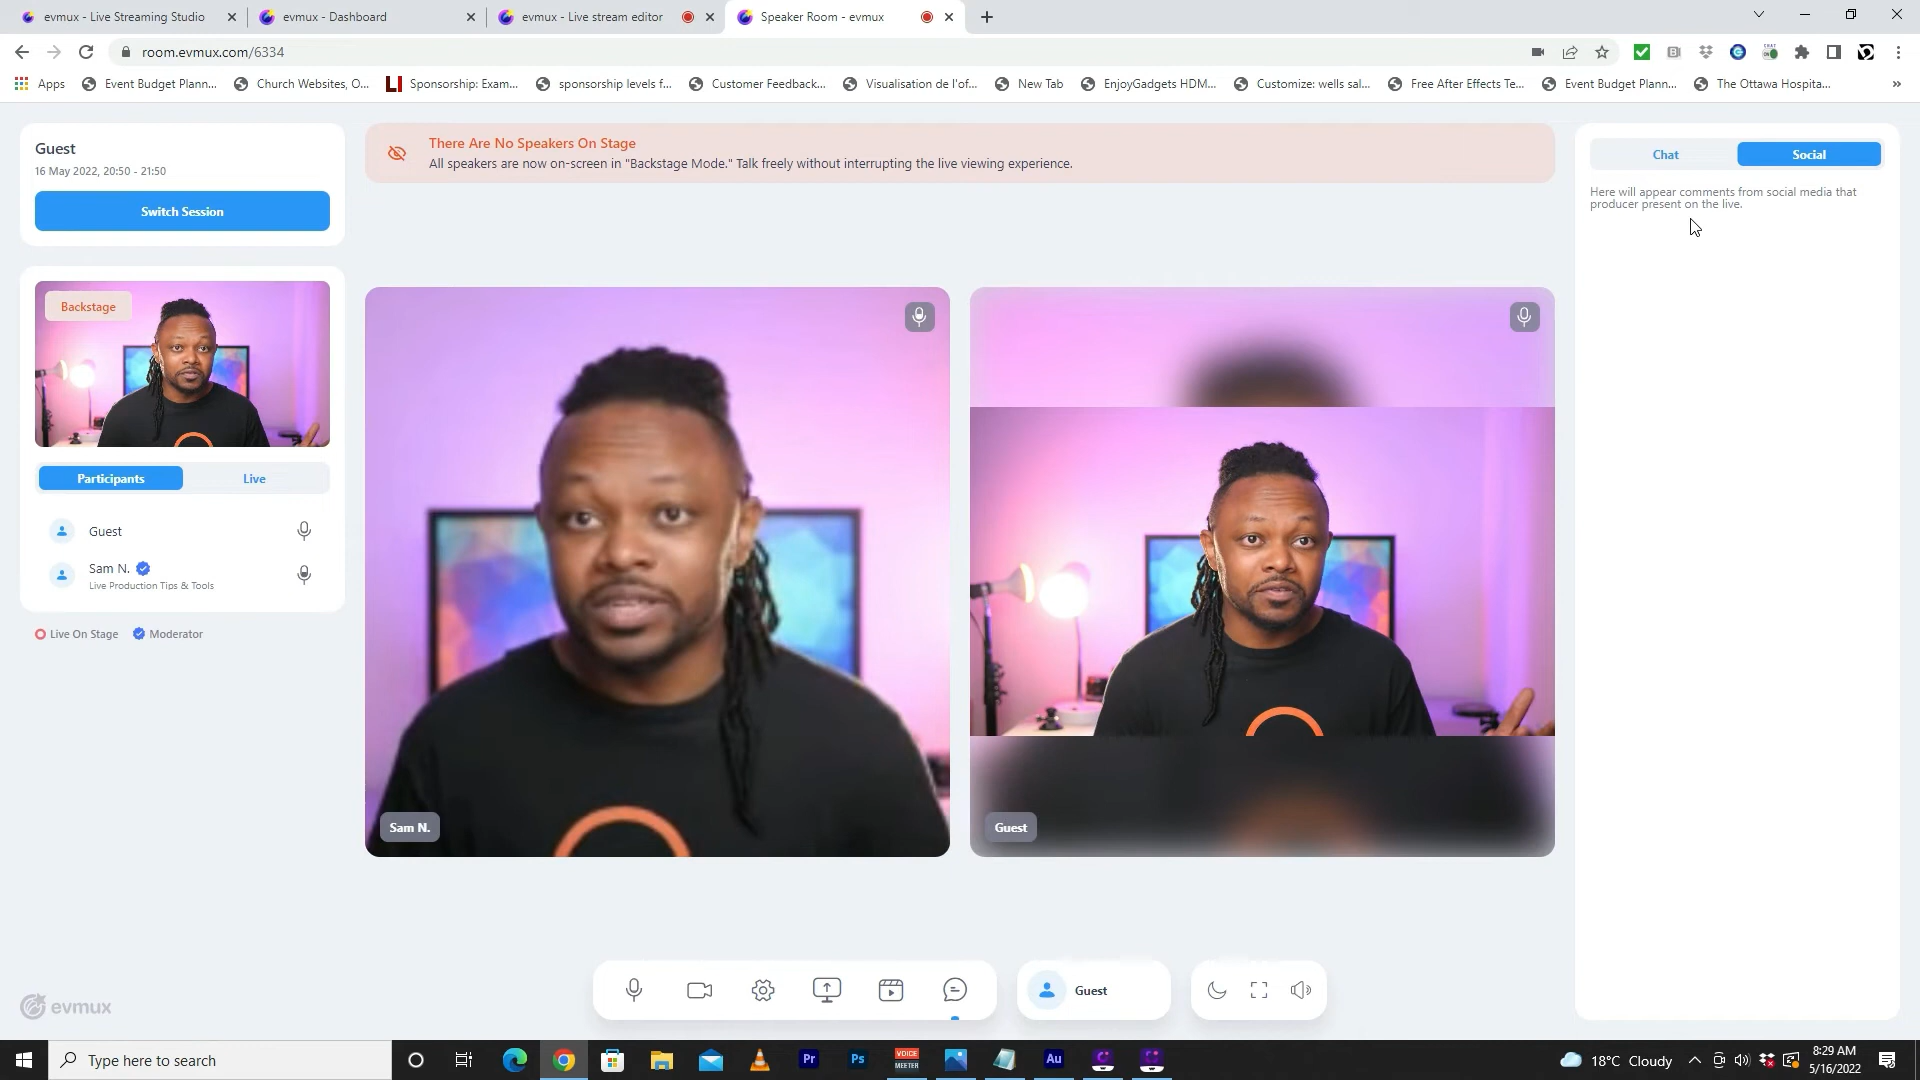 evmux - Live Streaming Studio
evmux - Dashboard
evmux - Live stream editor
Speaker Room - evmux
room.evmux.com/6334
Apps
Event Budget Plann...
Church Websites, O...
Sponsorship: Exam...
sponsorship levels f...
Customer Feedback...
Visualisation de l'of...
New Tab
EnjoyGadgets HDM...
Customize: wells sal...
Free After Effects Te...
Event Budget Plann...
The Ottawa Hospita...
Guest
16 May 2022, 20:50 - 21:50
Switch Session
There Are No Speakers On Stage
All speakers are now on-screen in "Backstage Mode." Talk freely without interrupting the live viewing experience.
Chat
Social
Here will appear comments from social media that
producer present on the live.
Backstage
Participants
Live
Guest
Sam N.
Live Production Tips & Tools
Live On Stage
Moderator
Sam N.
Guest
evmux
Guest
Type here to search
Pr
Ps
VOICE
MEETER
Au
18°C Cloudy
8:29 AM
5/16/2022